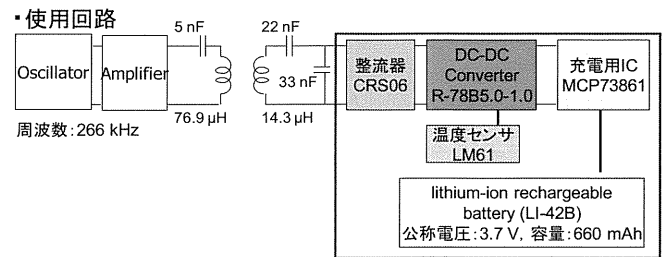 ・使用回路
5 nF
22 nF
33 nF
Oscillator
Amplifier
76.9 μH
14.3 μH
周波数：266 kHz
整流器
CRS06
DC-DC
Converter
R-78B5.0-1.0
充電用IC
MCP73861
温度センサ
LM61
lithium-ion rechargeable
battery (LI-42B)
公称電圧：3.7 V, 容量：660 mAh